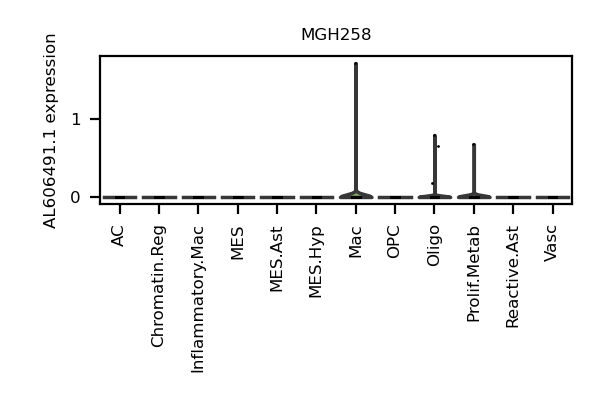 MGH258
AL606491.1 expression
1
0
AC
Chromatin.Reg
Inflammatory.Mac
MES
MES.Ast
MES.Hyp
Mac
OPC
Oligo
Prolif.Metab
Reactive.Ast
Vasc